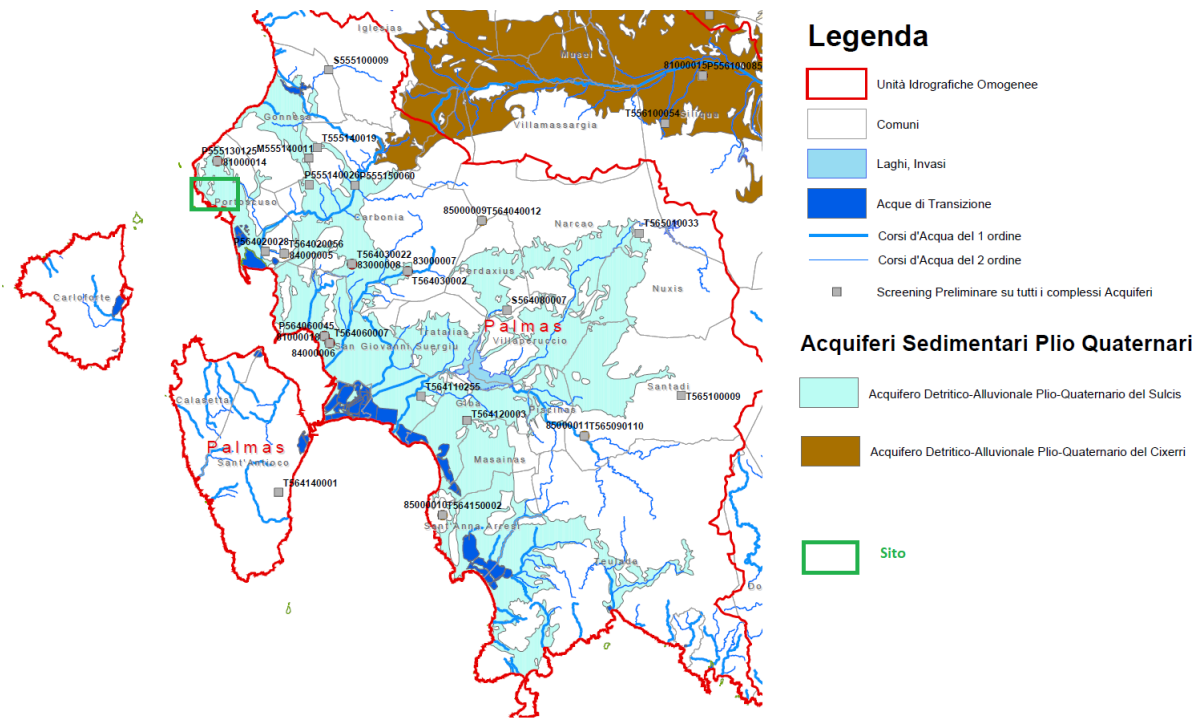 Iglesias
S555100009
Musei
81000015
P556100085
Legenda
Unità Idrografiche Omogenee
Comuni
Laghi, Invasi
Acque di Transizione
Corsi d'Acqua del 1 ordine
Corsi d'Acqua del 2 ordine
Screening Preliminare su tutti i complessi Acquiferi
Acquiferi Sedimentari Plio Quaternari
Acquifero Detritico-Alluvionale Plio-Quaternario del Sulcis
Acquifero Detritico-Alluvionale Plio-Quaternario del Cixerri
Sito
Gonnesa
T556100054
Siliqua
Villamassargia
T555140019
M555140011
P555130125
81000014
P555140026
P555150060
Portoscuso
Carbonia
85000009
T564040012
Narcao
T565010033
P564020028
T564020056
84000005
T564030022
83000008
83000007
T564030002
Perdaxius
Nuxis
Carloforte
S564080007
Palmas
Villaperuccio
P564060045
T564060007
Tratalias
San Giovanni Suergiu
84000006
Santadi
T565100009
Calasetta
T564110255
Giba
T564120003
Piscinas
85000011
T565090110
Palmas
Sant'Antioco
Masainas
T564140001
85000010
T564150002
Sant'Anna Arresi
Teulada
Do